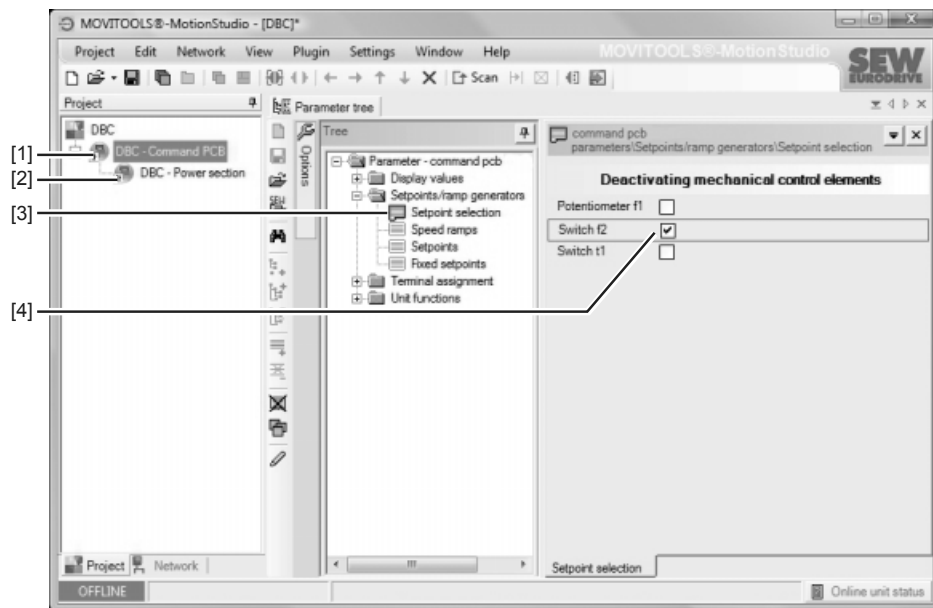 MOVITOOLS®-MotionStudio - [DBC]*
Project Edit Network View Plugin Settings Window Help
MOVITOOLS®-MotionStudio
SEW
EURODRIVE
Scan
Project
Parameter tree
[1]
[2]
[3]
[4]
DBC
DBC - Command PCB
DBC - Power section
Options
SEW
Tree
Parameter - command pcb
Display values
Setpoints/ramp generators
Setpoint selection
Speed ramps
Setpoints
Fixed setpoints
Terminal assignment
Unit functions
command pcb
parameters\Setpoints/ramp generators\Setpoint selection
Deactivating mechanical control elements
Potentiometer f1
Switch f2
Switch t1
Project Network
Setpoint selection
OFFLINE
Online unit status